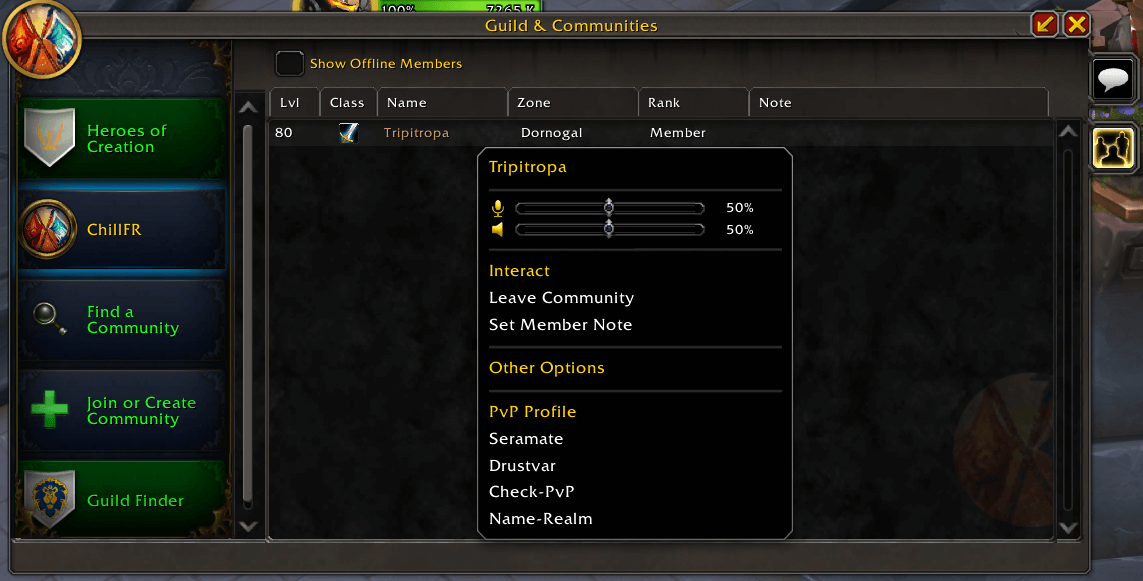 100%
7265 K
Guild & Communities
Show Offline Members
Lvl Class Name Zone Rank Note
80 Tripitropa Dornogal Member
Heroes of
Creation
ChillFR
Find a
Community
Join or Create
Community
Guild Finder
Tripitropa
50%
50%
Interact
Leave Community
Set Member Note
Other Options
PvP Profile
Seramate
Drustvar
Check-PvP
Name-Realm